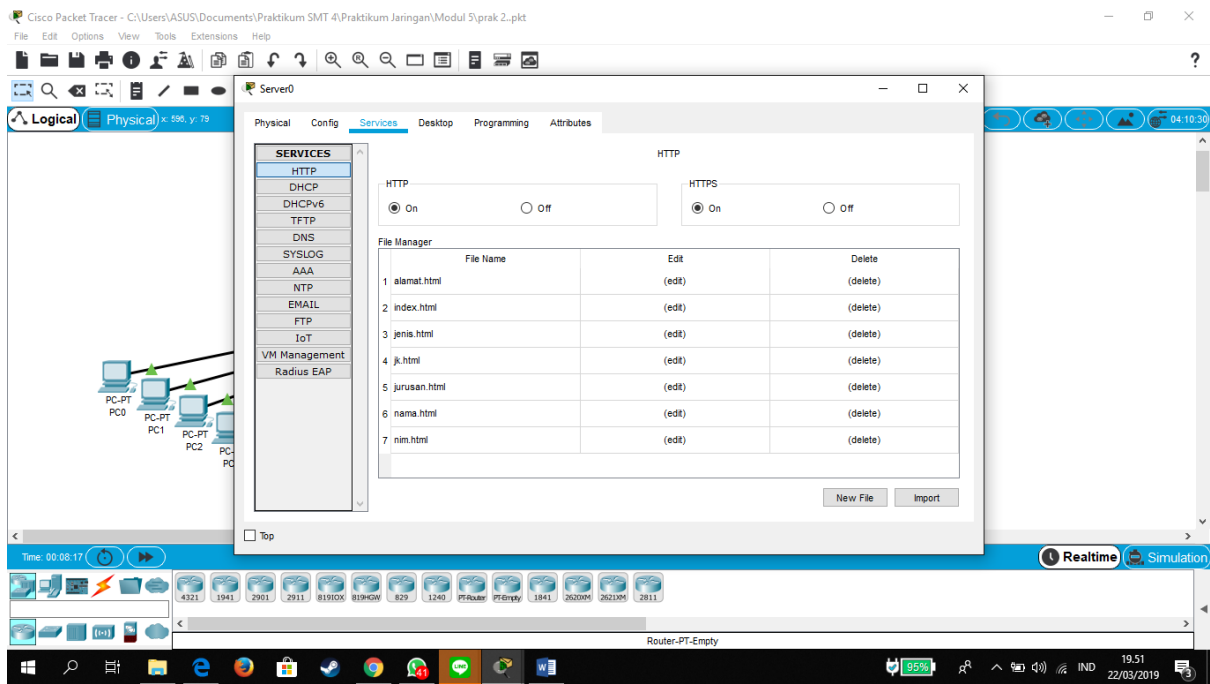 Cisco Packet Tracer - C:\Users\ASUS\Documents\Praktikum SMT 4\Praktikum Jaringan\Modul 5\prak 2..pkt
File Edit Options View Tools Extensions Help
?
Server0
Logical Physical x: 596, y: 79 04:10:30
Physical Config Services Desktop Programming Attributes
SERVICES
HTTP
DHCP
DHCPv6
TFTP
DNS
SYSLOG
AAA
NTP
EMAIL
FTP
IoT
VM Management
Radius EAP
HTTP
HTTP HTTPS
On Off On Off
File Manager
File Name Edit Delete
1 alamat.html (edit) (delete)
2 index.html (edit) (delete)
3 jenis.html (edit) (delete)
4 jk.html (edit) (delete)
5 jurusan.html (edit) (delete)
6 nama.html (edit) (delete)
7 nim.html (edit) (delete)
New File Import
Top
PC-PT
PC0
PC-PT
PC1
PC-PT
PC2
PC-
PC
Time: 00:08:17 Realtime Simulation
4321 1941 2901 2911 819IOX 819HGW 829 1240 PT-Router PT-Empty 1841 2620XM 2621XM 2811
Router-PT-Empty
41 LINE 95% IND 19.51
22/03/2019 3